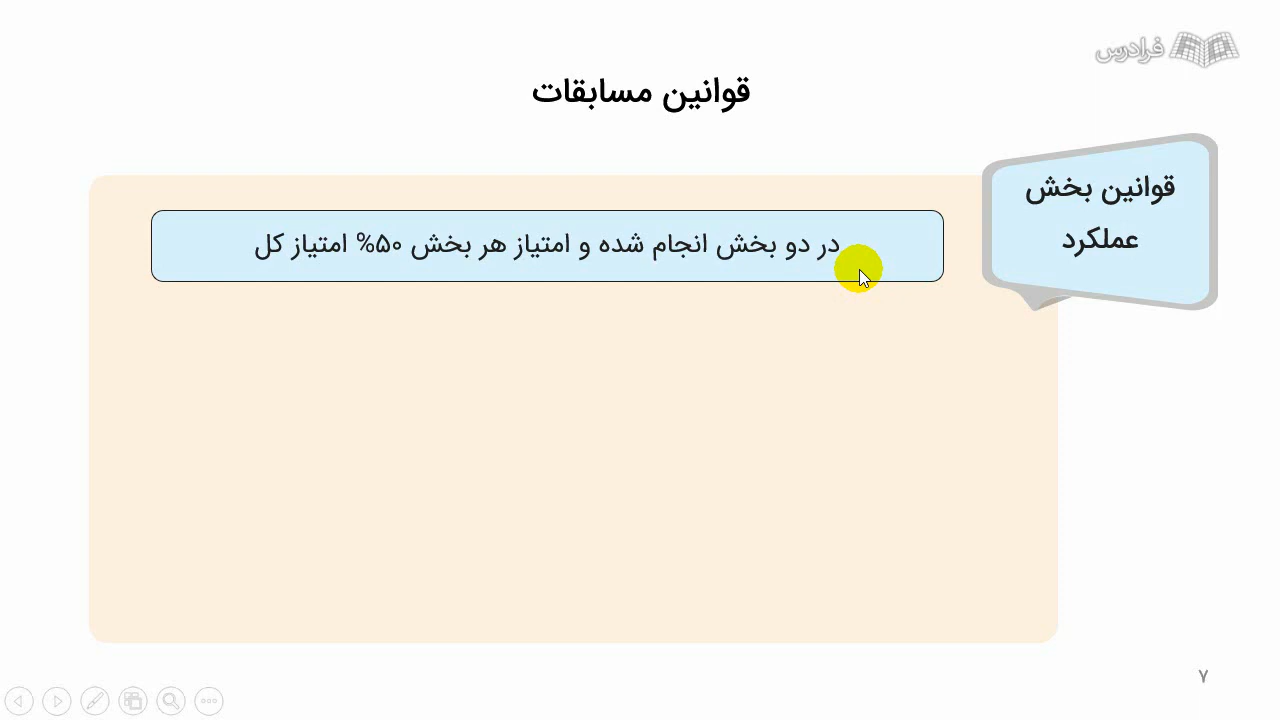 فرادرس
قوانین مسابقات
قوانین بخش
عملکرد
در دو بخش انجام شده و امتیاز هر بخش ۵۰% امتیاز کل
۷